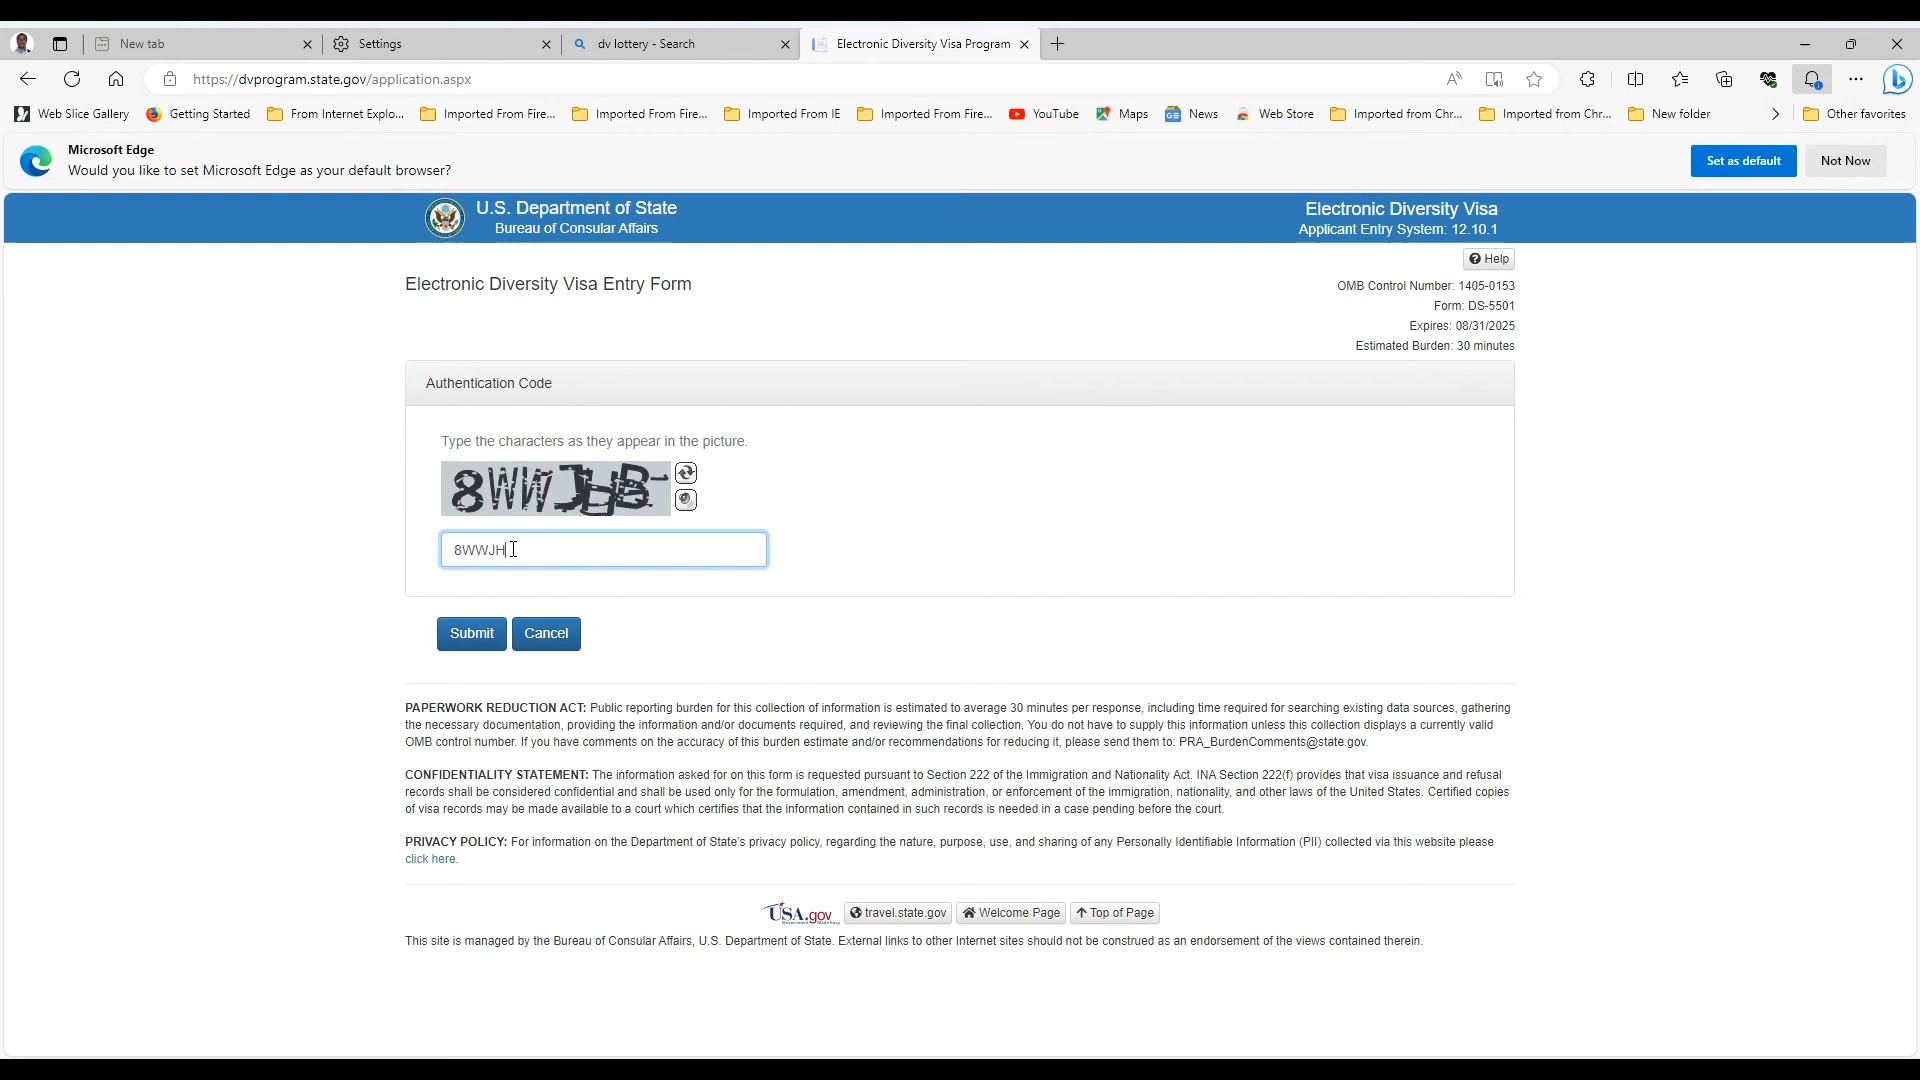 New tab
Settings
dv lottery - Search
Electronic Diversity Visa Program
https://dvprogram.state.gov/application.aspx
Web Slice Gallery
Getting Started
From Internet Explo...
Imported From Fire...
Imported From Fire...
Imported From IE
Imported From Fire...
YouTube
Maps
News
Web Store
Imported from Chr...
Imported from Chr...
New folder
Other favorites
Microsoft Edge
Would you like to set Microsoft Edge as your default browser?
Set as default
Not Now
U.S. Department of State
Bureau of Consular Affairs
Electronic Diversity Visa
Applicant Entry System: 12.10.1
Help
Electronic Diversity Visa Entry Form
OMB Control Number: 1405-0153
Form: DS-5501
Expires: 08/31/2025
Estimated Burden: 30 minutes
Authentication Code
Type the characters as they appear in the picture.
8WWJH
Submit
Cancel
PAPERWORK REDUCTION ACT: Public reporting burden for this collection of information is estimated to average 30 minutes per response, including time required for searching existing data sources, gathering
the necessary documentation, providing the information and/or documents required, and reviewing the final collection. You do not have to supply this information unless this collection displays a currently valid
OMB control number. If you have comments on the accuracy of this burden estimate and/or recommendations for reducing it, please send them to: PRA_BurdenComments@state.gov.
CONFIDENTIALITY STATEMENT: The information asked for on this form is requested pursuant to Section 222 of the Immigration and Nationality Act. INA Section 222(f) provides that visa issuance and refusal
records shall be considered confidential and shall be used only for the formulation, amendment, administration, or enforcement of the immigration, nationality, and other laws of the United States. Certified copies
of visa records may be made available to a court which certifies that the information contained in such records is needed in a case pending before the court.
PRIVACY POLICY: For information on the Department of State's privacy policy, regarding the nature, purpose, use, and sharing of any Personally Identifiable Information (PII) collected via this website please
click here.
USA.gov
travel.state.gov
Welcome Page
Top of Page
This site is managed by the Bureau of Consular Affairs, U.S. Department of State. External links to other Internet sites should not be construed as an endorsement of the views contained therein.